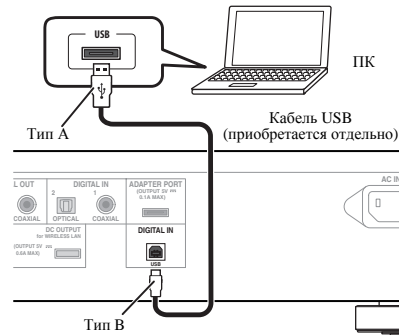 USB
ПК
Тип A
Кабель USB
(приобретается отдельно)
L OUT
DIGITAL IN
ADAPTER PORT
(OUTPUT 5V
0.1A MAX)
AC IN
2
1
COAXIAL
OPTICAL
COAXIAL
DC OUTPUT
for WIRELESS LAN
(OUTPUT 5V
0.6A MAX)
DIGITAL IN
USB
Тип B